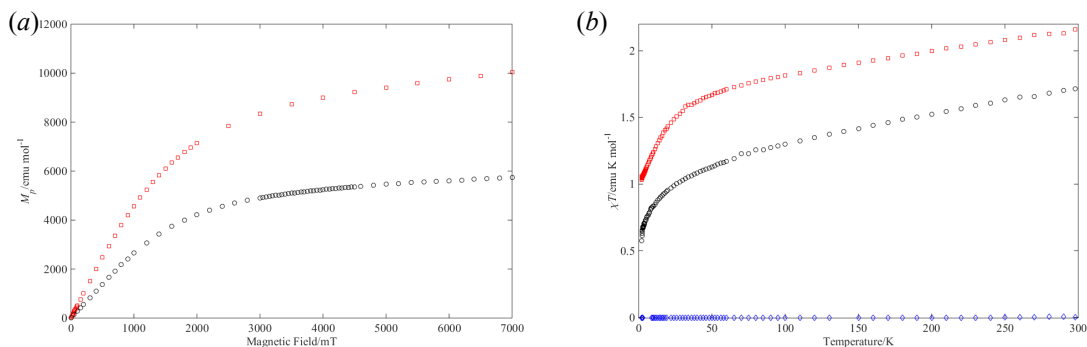 (a)
12000
10000
8000
6000
4000
2000
0
M_p/emu mol⁻¹
0 1000 2000 3000 4000 5000 6000 7000
Magnetic Field/mT
(b)
2
1.5
1
0.5
0
χT/emu K mol⁻¹
50 100 150 200 250 300
Temperature/K